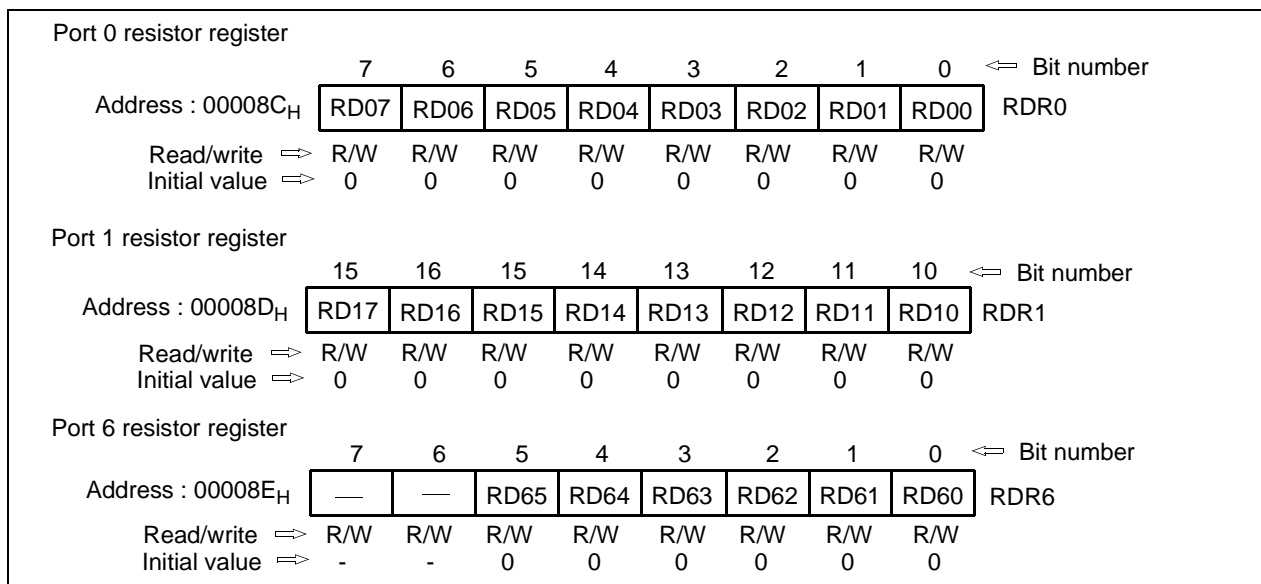 Port 0 resistor register
7 6 5 4 3 2 1 0 ⇐ Bit number
Address : 00008CH RD07 RD06 RD05 RD04 RD03 RD02 RD01 RD00 RDR0
Read/write ⇒ R/W R/W R/W R/W R/W R/W R/W R/W
Initial value ⇒ 0 0 0 0 0 0 0 0
Port 1 resistor register
15 16 15 14 13 12 11 10 ⇐ Bit number
Address : 00008DH RD17 RD16 RD15 RD14 RD13 RD12 RD11 RD10 RDR1
Read/write ⇒ R/W R/W R/W R/W R/W R/W R/W R/W
Initial value ⇒ 0 0 0 0 0 0 0 0
Port 6 resistor register
7 6 5 4 3 2 1 0 ⇐ Bit number
Address : 00008EH — — RD65 RD64 RD63 RD62 RD61 RD60 RDR6
Read/write ⇒ R/W R/W R/W R/W R/W R/W R/W R/W
Initial value ⇒ - - 0 0 0 0 0 0